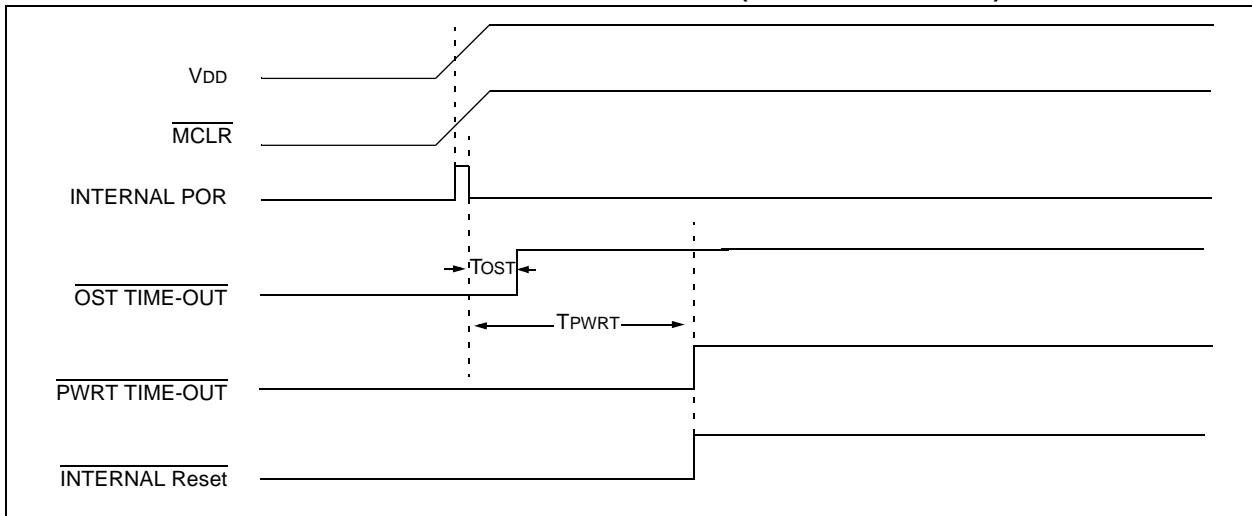 VDD
MCLR
INTERNAL POR
TOST
OST TIME-OUT
TPWRT
PWRT TIME-OUT
INTERNAL Reset